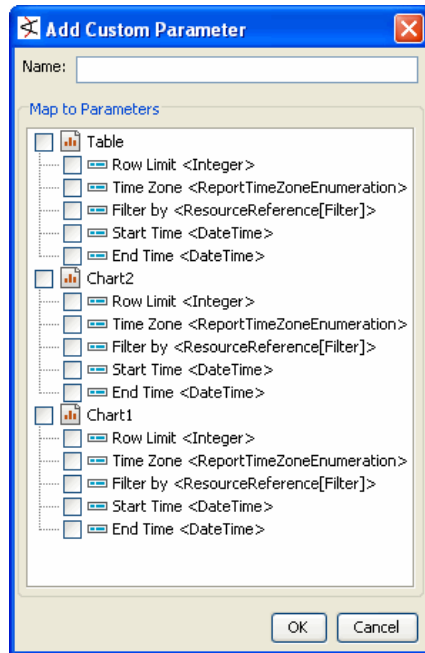 Add Custom Parameter
Name:
Map to Parameters
Table
Row Limit <Integer>
Time Zone <ReportTimeZoneEnumeration>
Filter by <ResourceReference[Filter]>
Start Time <DateTime>
End Time <DateTime>
Chart2
Row Limit <Integer>
Time Zone <ReportTimeZoneEnumeration>
Filter by <ResourceReference[Filter]>
Start Time <DateTime>
End Time <DateTime>
Chart1
Row Limit <Integer>
Time Zone <ReportTimeZoneEnumeration>
Filter by <ResourceReference[Filter]>
Start Time <DateTime>
End Time <DateTime>
OK Cancel